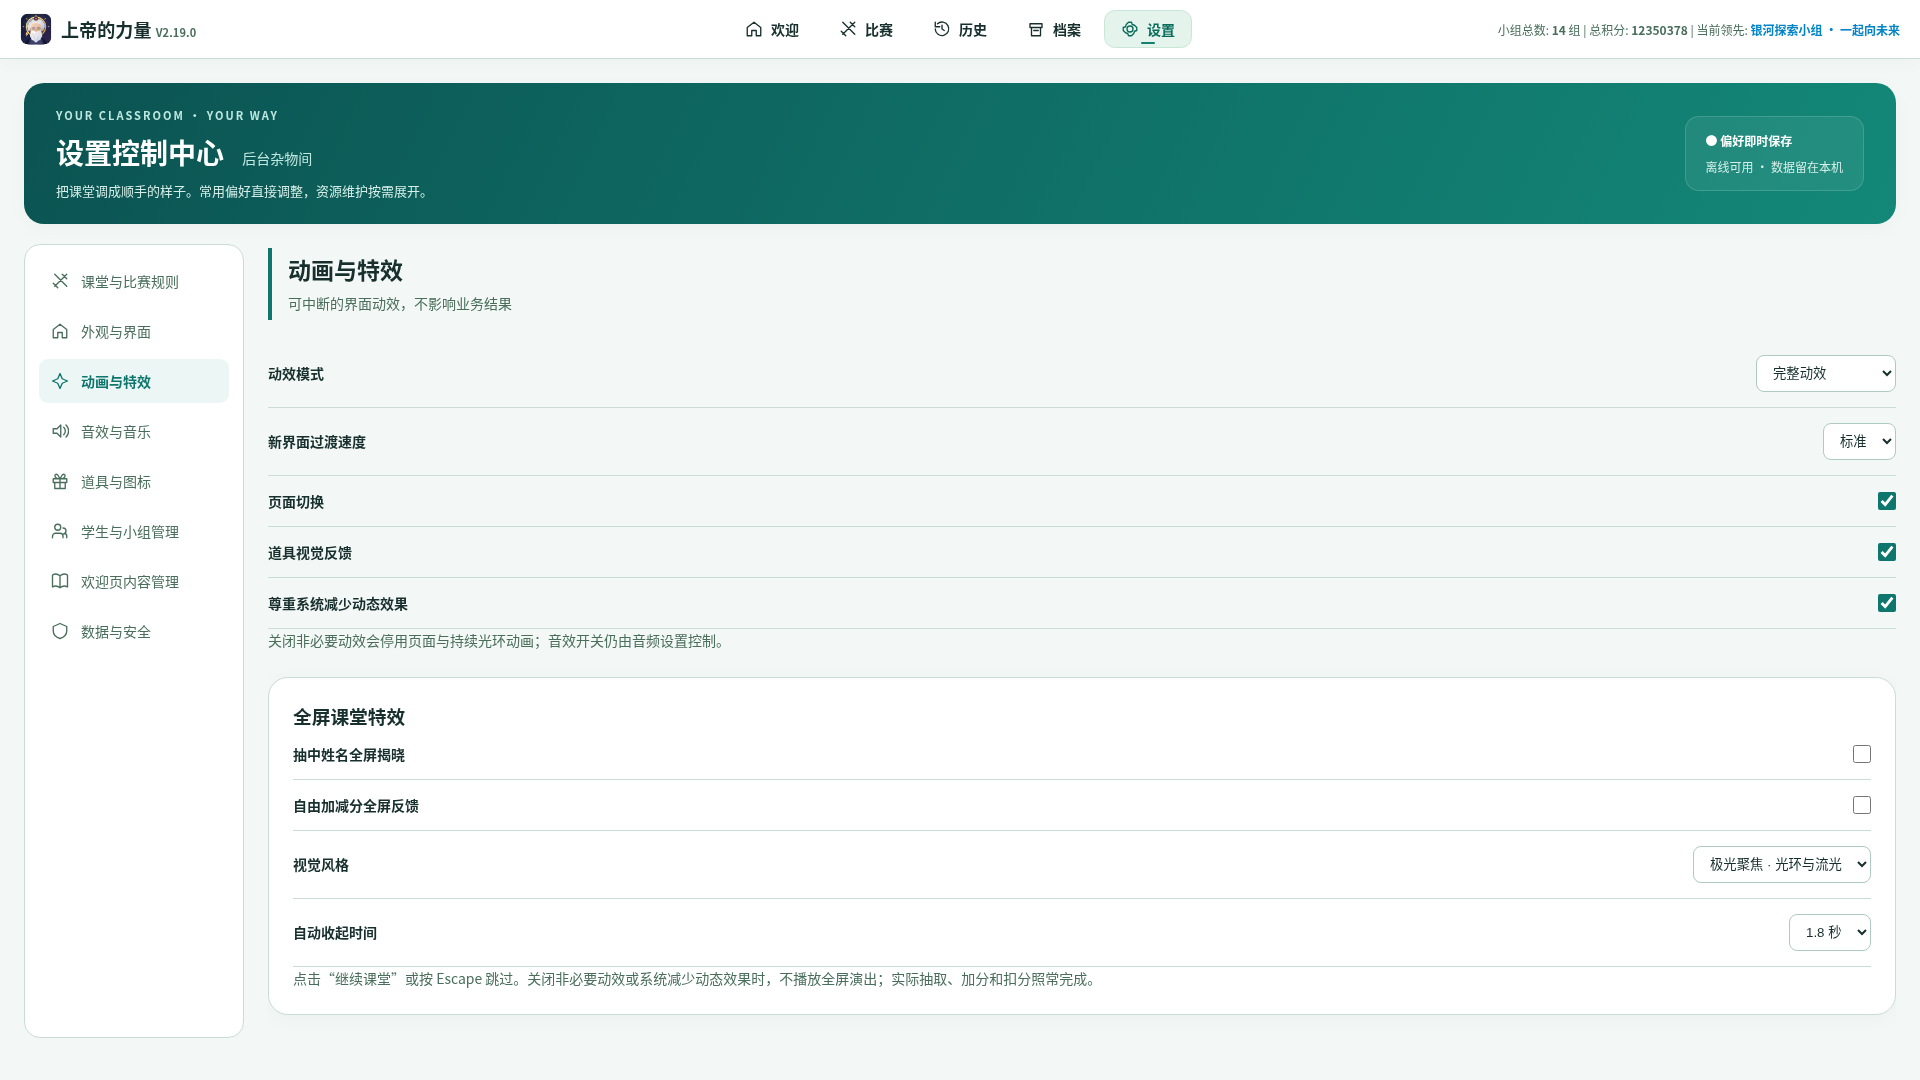 上帝的力量 V2.19.0
欢迎
比赛
历史
档案
设置
小组总数: 14 组 | 总积分: 12350378 | 当前领先: 银河探索小组 · 一起向未来
YOUR CLASSROOM · YOUR WAY
设置控制中心 后台杂物间
把课堂调成顺手的样子。常用偏好直接调整，资源维护按需展开。
偏好即时保存
离线可用 · 数据留在本机
课堂与比赛规则
外观与界面
动画与特效
音效与音乐
道具与图标
学生与小组管理
欢迎页内容管理
数据与安全
动画与特效
可中断的界面动效，不影响业务结果
动效模式
完整动效
新界面过渡速度
标准
页面切换
道具视觉反馈
尊重系统减少动态效果
关闭非必要动效会停用页面与持续光环动画；音效开关仍由音频设置控制。
全屏课堂特效
抽中姓名全屏揭晓
自由加减分全屏反馈
视觉风格
极光聚焦 · 光环与流光
自动收起时间
1.8 秒
点击“继续课堂”或按 Escape 跳过。关闭非必要动效或系统减少动态效果时，不播放全屏演出；实际抽取、加分和扣分照常完成。